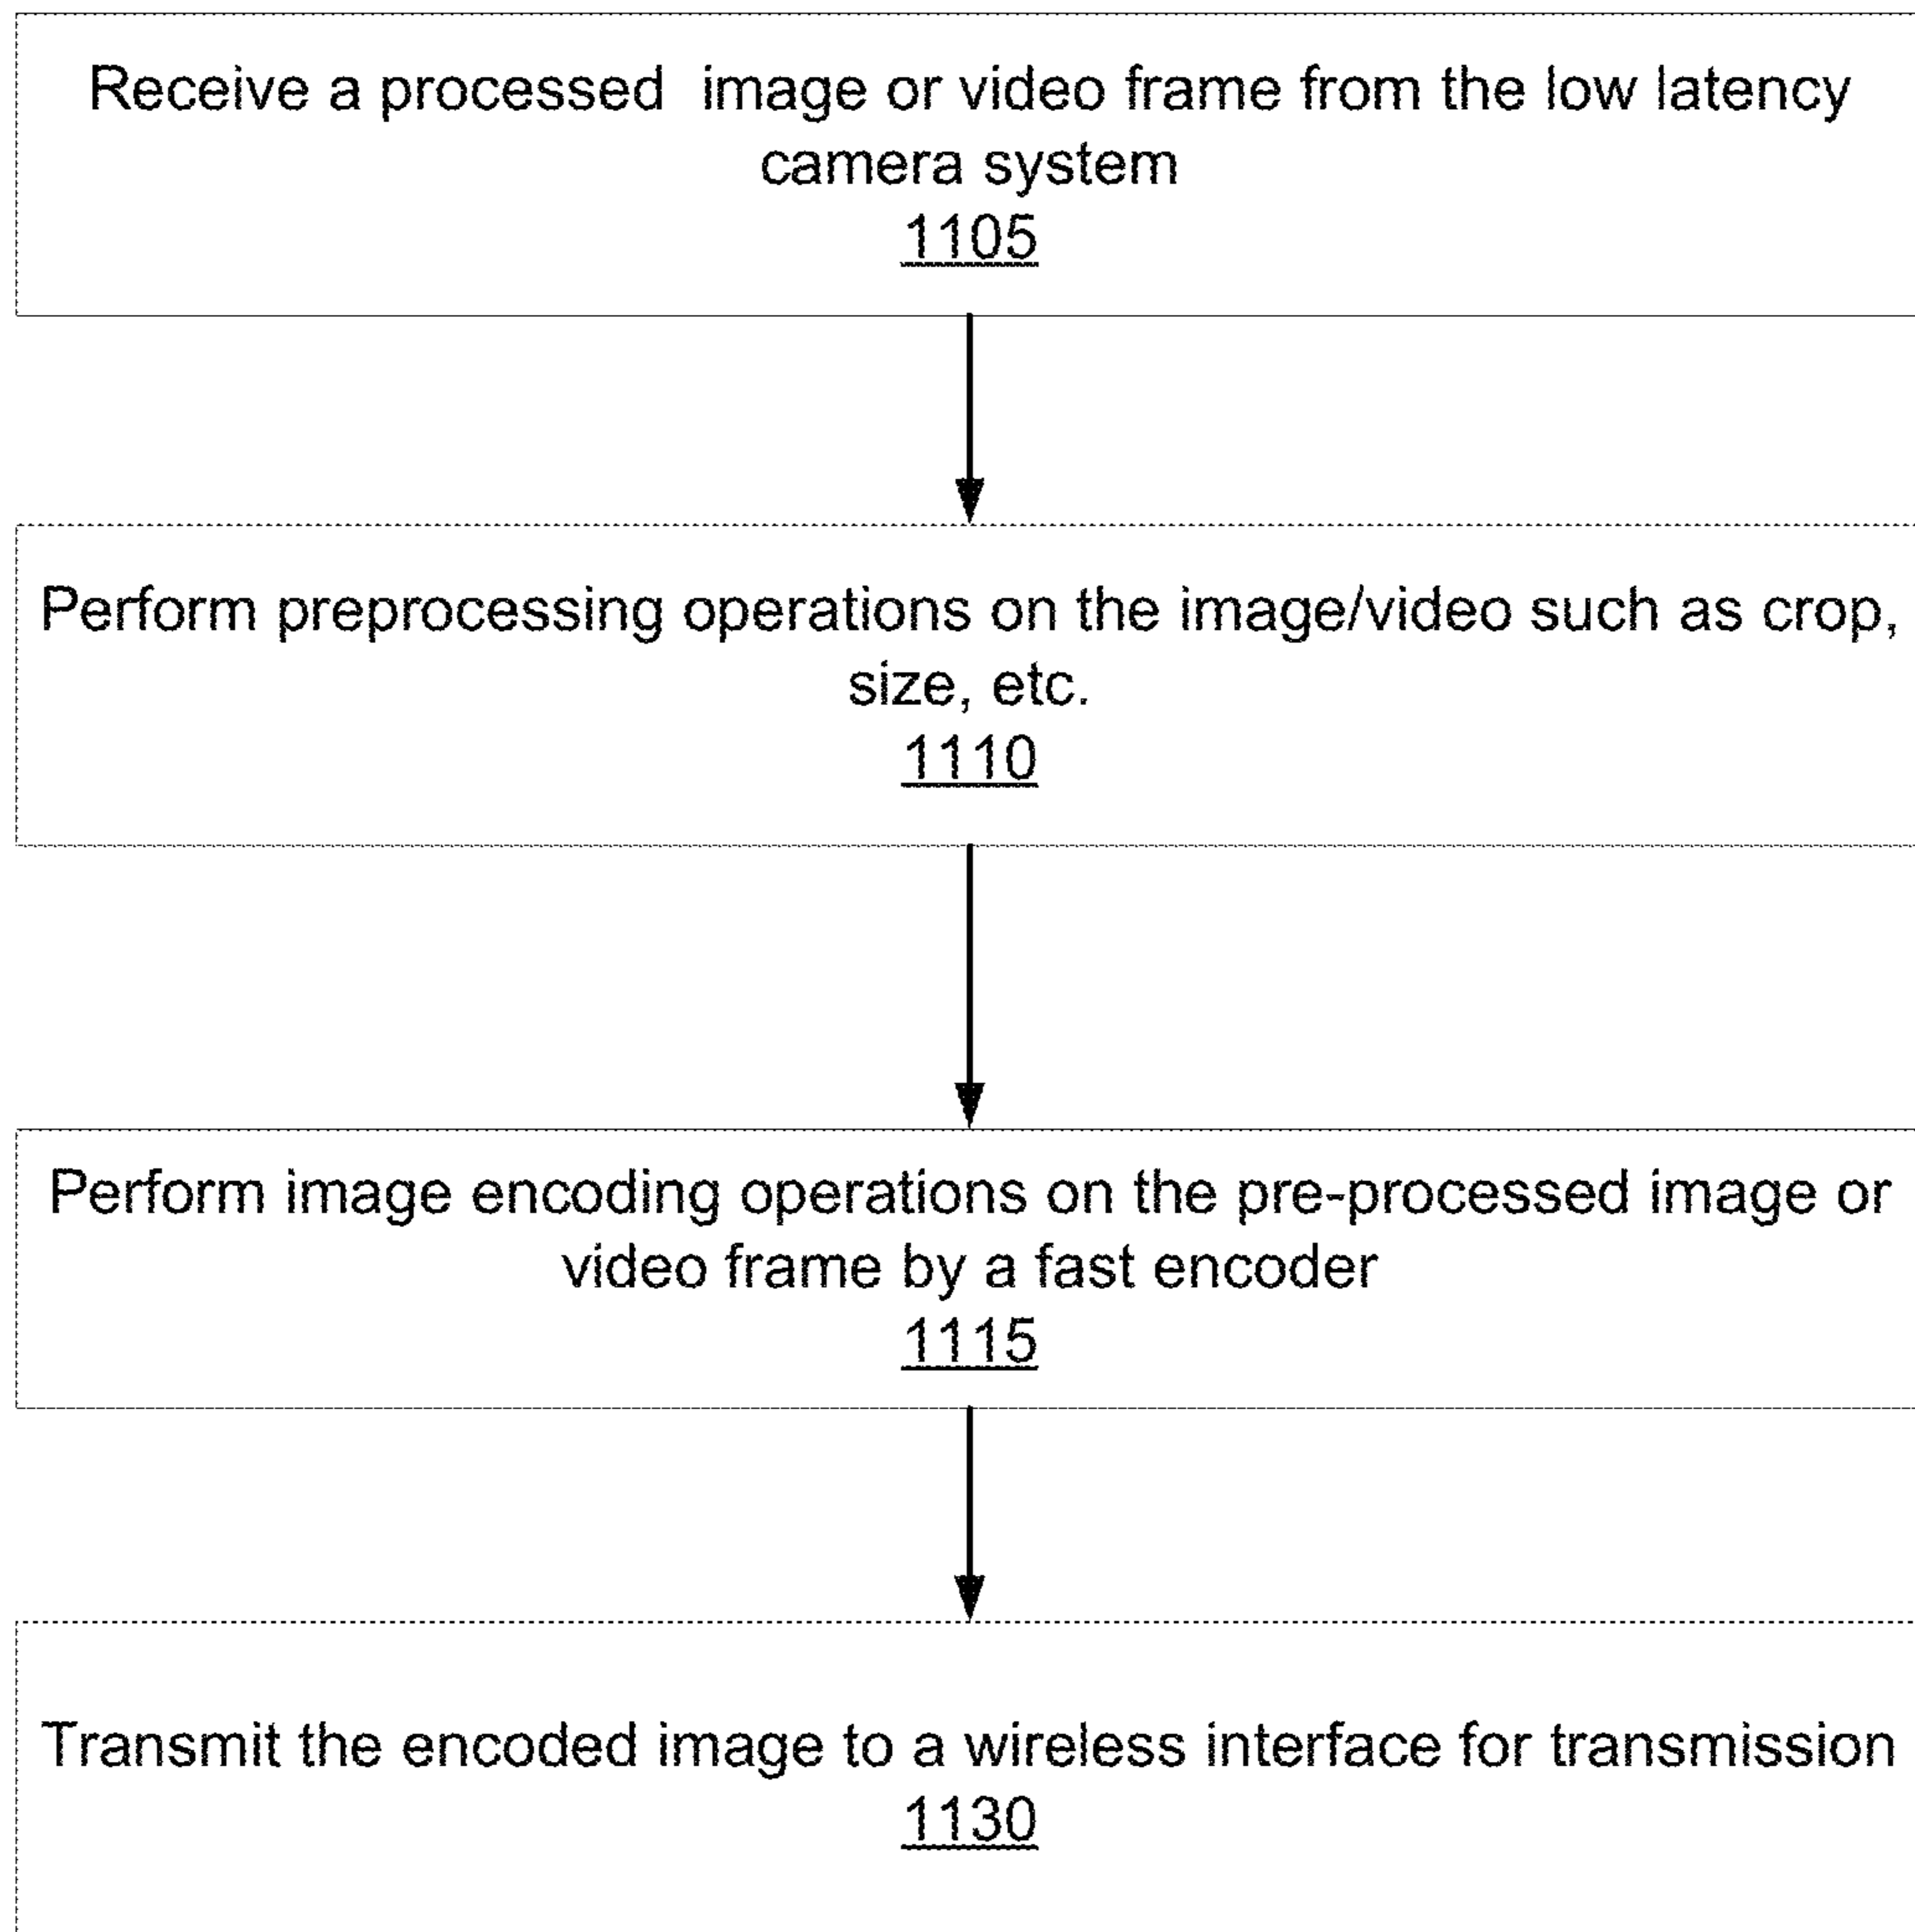 Receive a processed image or video frame from the low latency
camera system
1105
Perform preprocessing operations on the image/video such as crop,
size, etc.
1110
Perform image encoding operations on the pre-processed image or
video frame by a fast encoder
1115
Transmit the encoded image to a wireless interface for transmission
1130